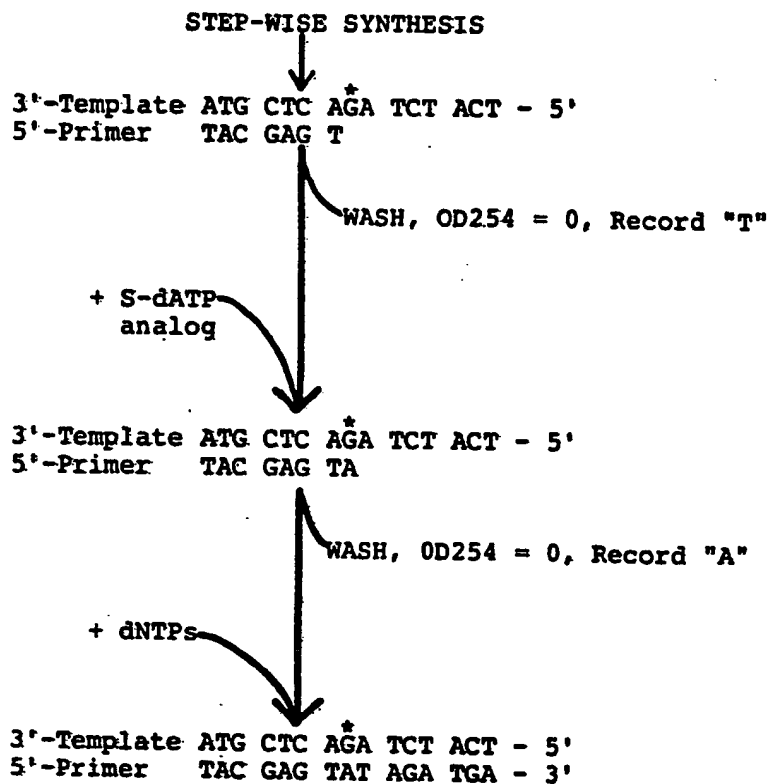 STEP-WISE SYNTHESIS
*
3'-Template ATG CTC AGA TCT ACT - 5'
5'-Primer TAC GAG T
WASH, OD254 = 0, Record "T"
+ S-dATP
analog
*
3'-Template ATG CTC AGA TCT ACT - 5'
5'-Primer TAC GAG TA
WASH, OD254 = 0, Record "A"
+ dNTPs
*
3'-Template ATG CTC AGA TCT ACT - 5'
5'-Primer TAC GAG TAT AGA TGA - 3'